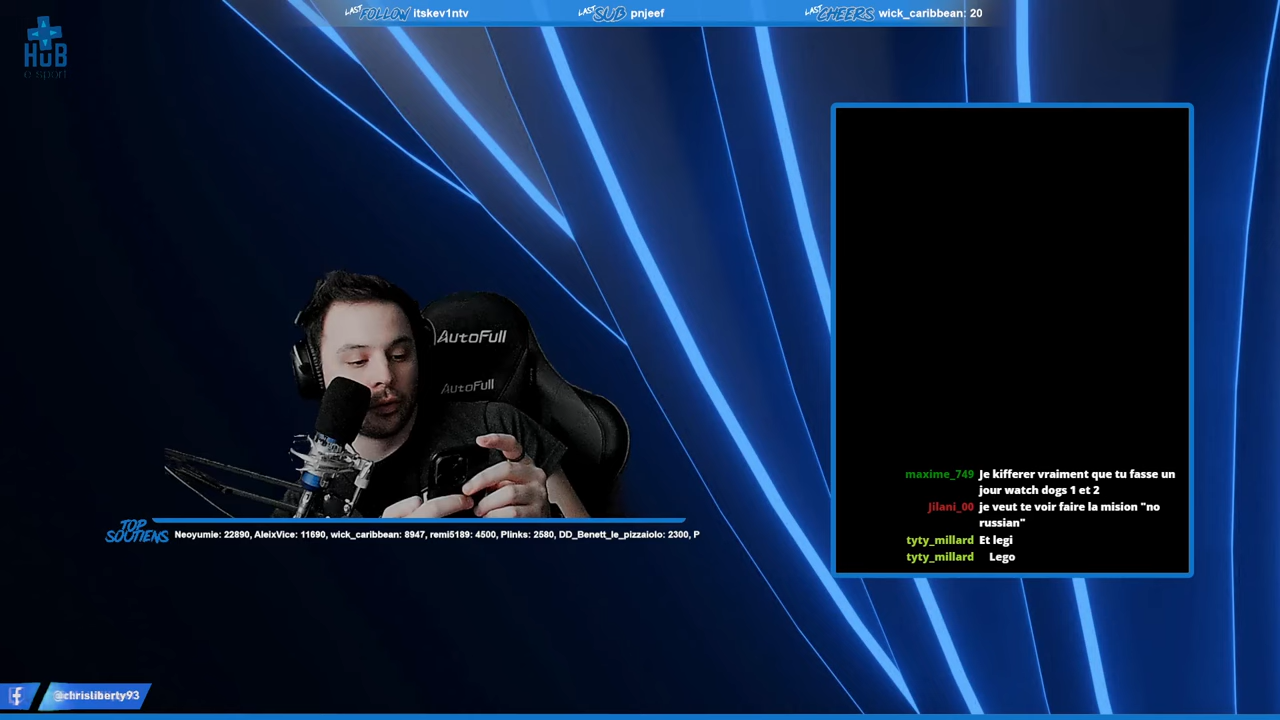 LAST FOLLOW itskev1ntv
LAST SUB pnjeef
LAST CHEERS wick_caribbean: 20
HUB
e-sport
AutoFull
AutoFull
maxime_749 Je kifferer vraiment que tu fasse un
jour watch dogs 1 et 2
Jilani_00 je veut te voir faire la mision "no
russian"
tyty_millard Et legi
tyty_millard Lego
TOP
SOUTIENS Neoyumie: 22890, AleixVice: 11690, wick_caribbean: 8947, remi5189: 4500, Plinks: 2580, DD_Benett_le_pizzaiolo: 2300, P
@chrisliberty93